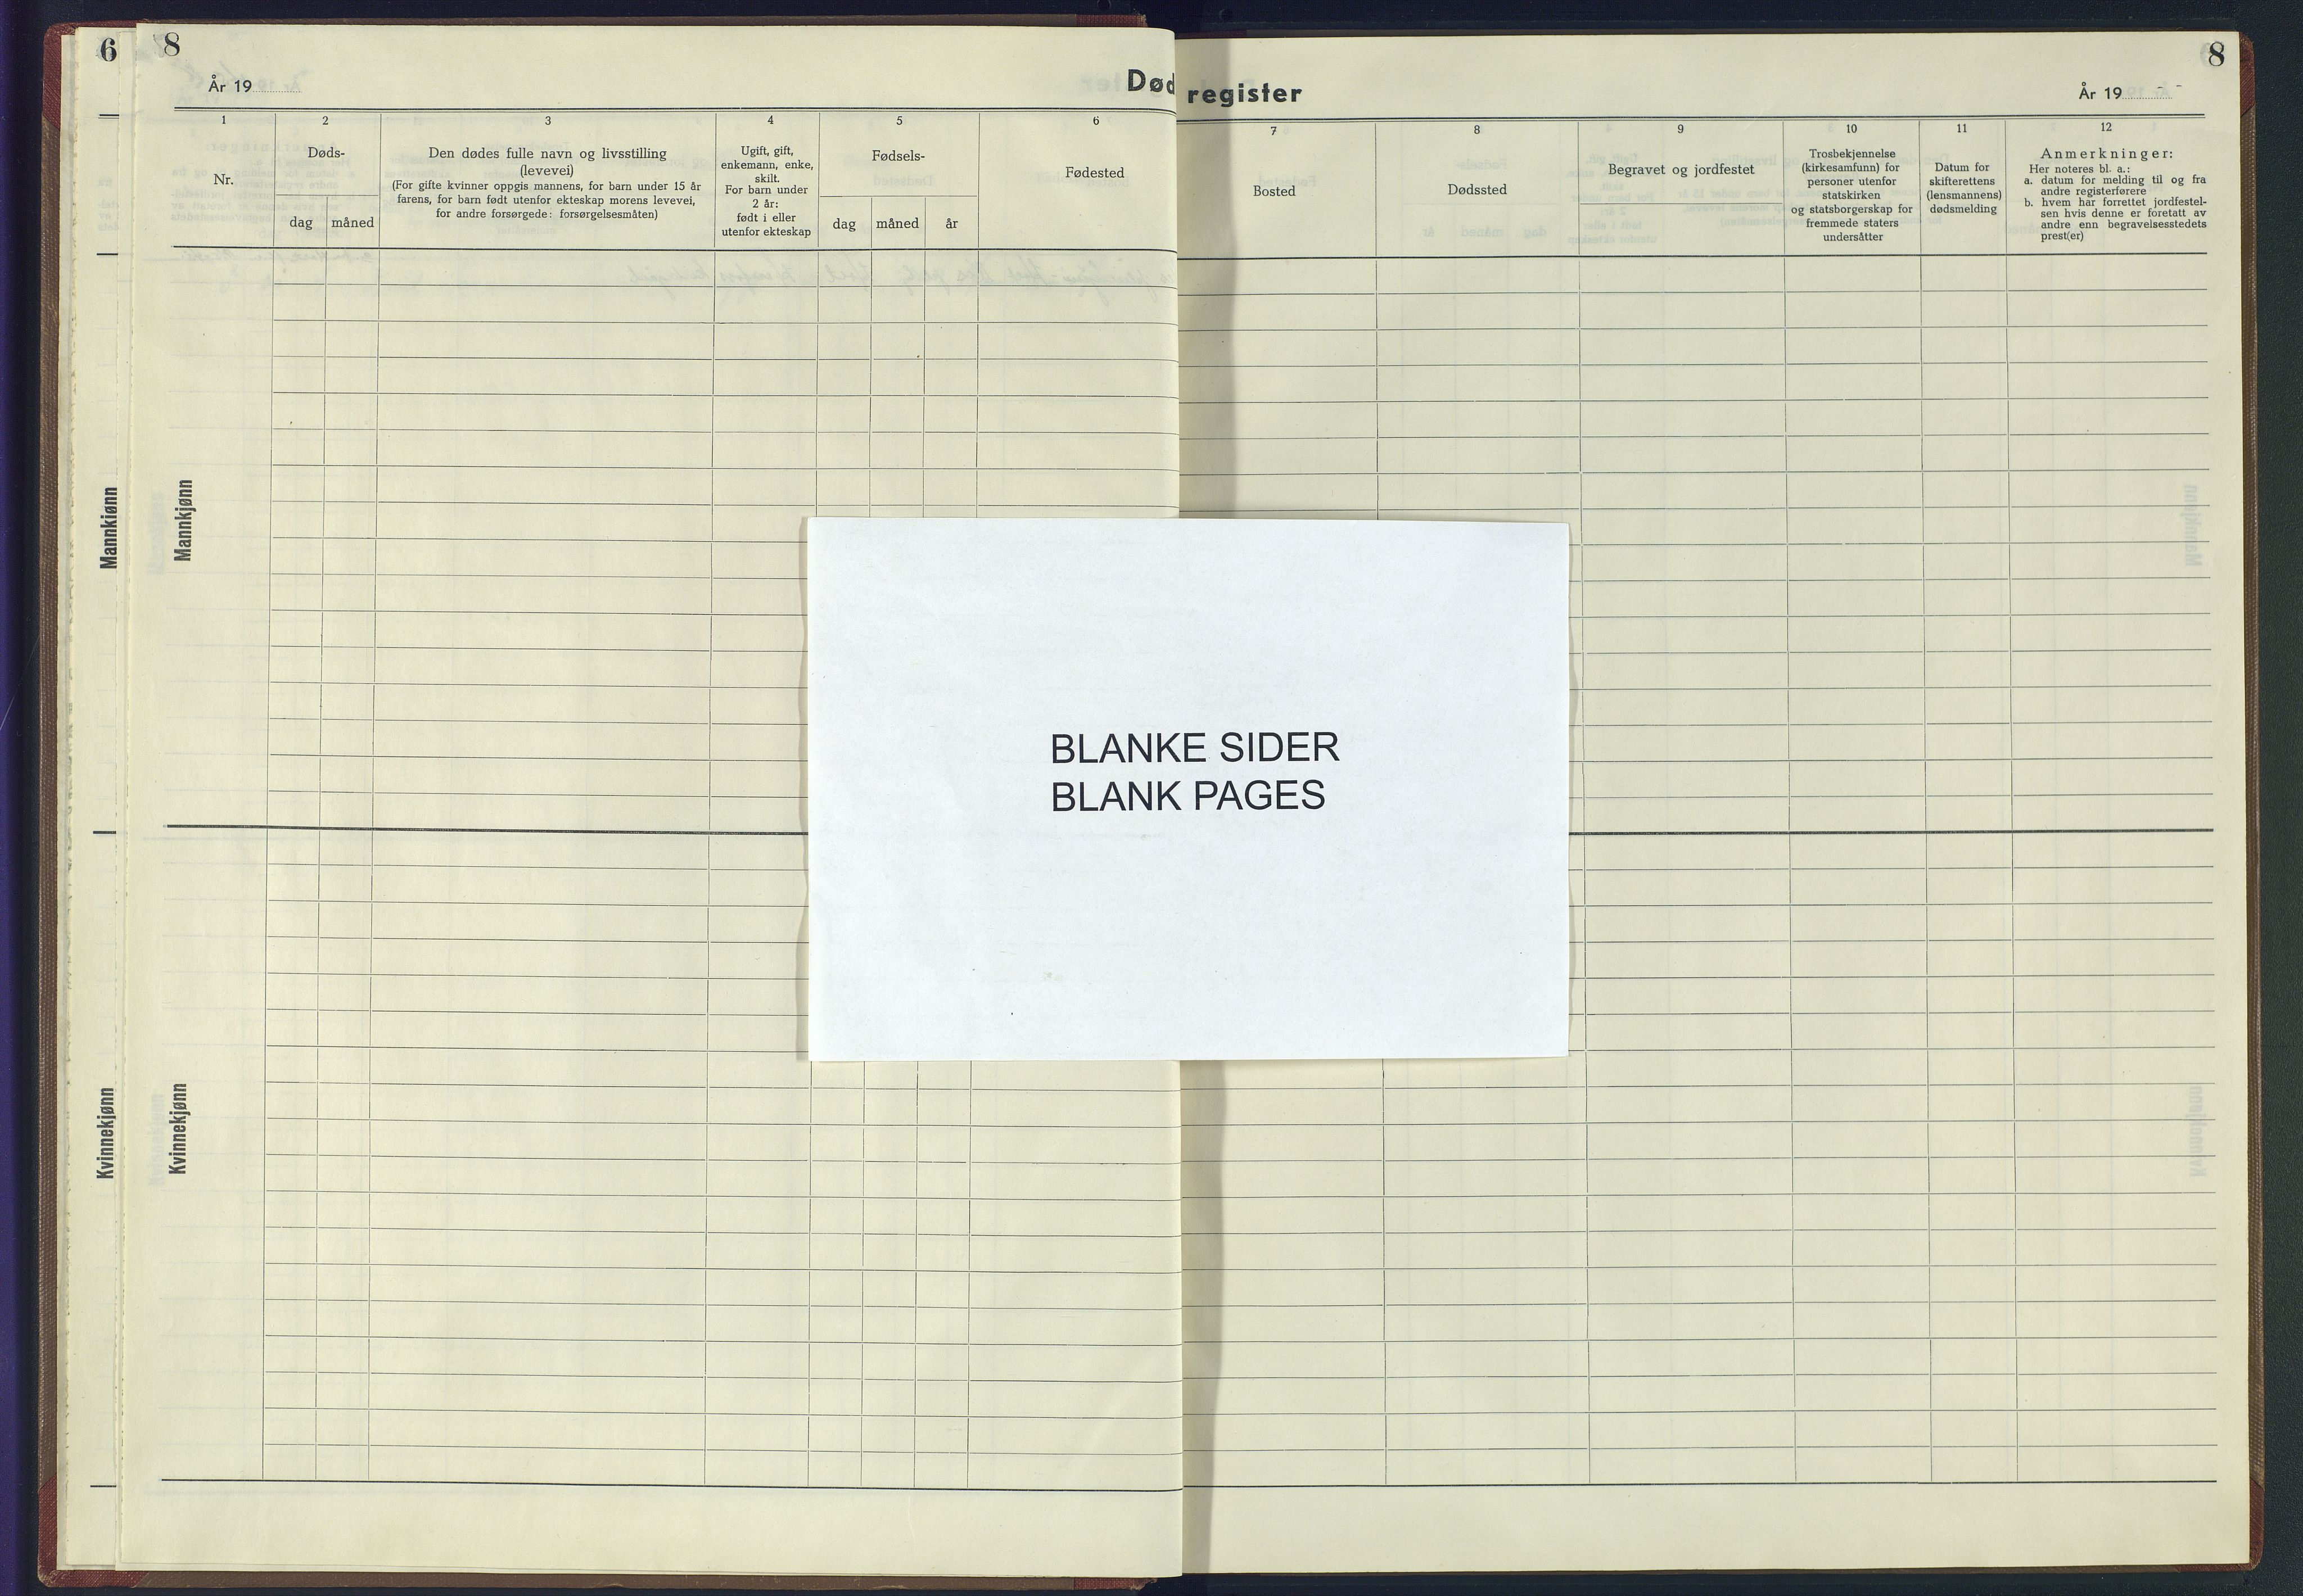 6
8
År 19
Død
1
2
3
4
5
6
Nr.
Døds-
dag
måned
Den dødes fulle navn og livsstilling
(levevei)
(For gifte kvinner oppgis mannens, for barn under 15 år
farens, for barn født utenfor ekteskap morens levevei,
for andre forsørgede: forsørgelsesmåten)
Ugift, gift,
enkemann, enke,
skilt.
For barn under
2 år:
født i eller
utenfor ekteskap
Fødsels-
dag
måned
år
Fødested
Mannkjønn
Mannkjønn
Kvinnekjønn
Kvinnekjønn
register
År 19
8
7
8
9
10
11
12
Bosted
Dødssted
Begravet og jordfestet
Trosbekjennelse
(kirkesamfunn) for
personer utenfor
statskirken
og statsborgerskap for
fremmede staters
undersåtter
Datum for
skifterettens
(lensmannens)
dødsmelding
Anmerkninger:
Her noteres bl. a.:
a. datum for melding til og fra
andre registerførere
b. hvem har forrettet jordfestel-
sen hvis denne er foretatt av
andre enn begravelsesstedets
prest(er)
BLANKE SIDER
BLANK PAGES